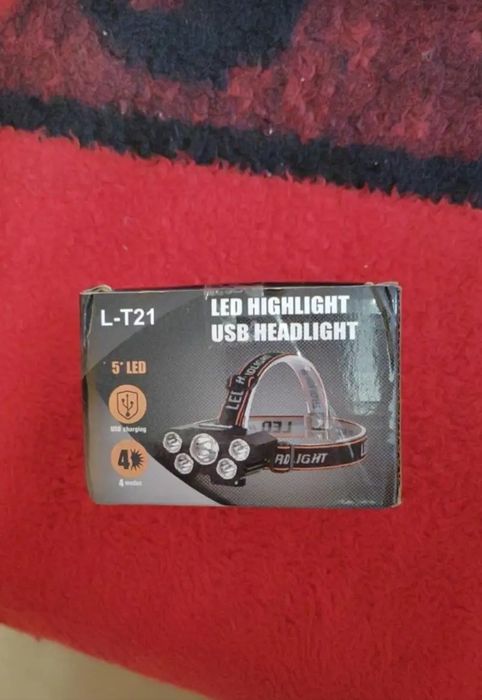 L-T21
LED HIGHLIGHT
USB HEADLIGHT
5* LED
USB charging
4
4 modes